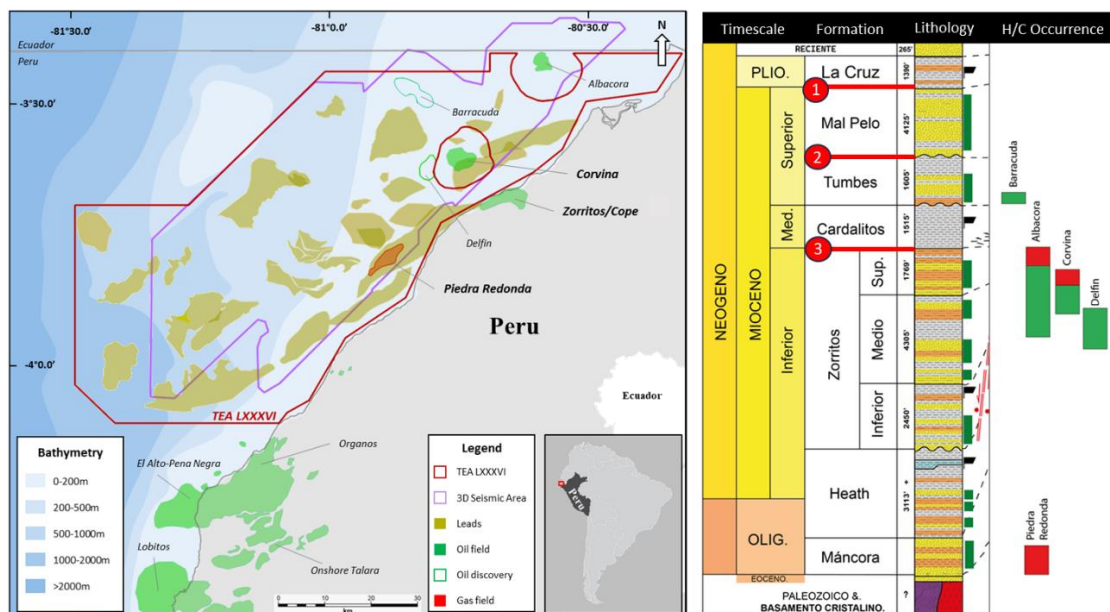 -81°30'
-81°0.0'
-80°30'
N
Ecuador
Peru
Albacora
-3°30.0'
Barracuda
Corvina
Zorritos/Cope
Delfin
Piedra Redonda
Peru
-4°0.0'
Ecuador
TEA LXXXVI
Organos
El Alto-Pena Negra
Lobitos
Onshore Talara
Bathymetry
0-200m
200-500m
500-1000m
1000-2000m
>2000m
Legend
TEA LXXXVI
3D Seismic Area
Leads
Oil field
Oil discovery
Gas field
Peru
0 10 20 30
km
Timescale Formation Lithology H/C Occurrence
RECIENTE 265'
PLIO. La Cruz 1390'
1
NEOGENO
MIOCENO
Superior
Mal Pelo 4125'
2
Tumbes 1605'
Barracuda
Med. Cardalitos 1515'
Albacora
3
Corvina
Delfin
Inferior
Zorritos
Sup. 1769'
Medio 4305'
Inferior 2450'
Heath 3113' +
OLIG. Máncora
Piedra
Redonda
EOCENO.
PALEOZOICO &.
BASAMENTO CRISTALINO. ?